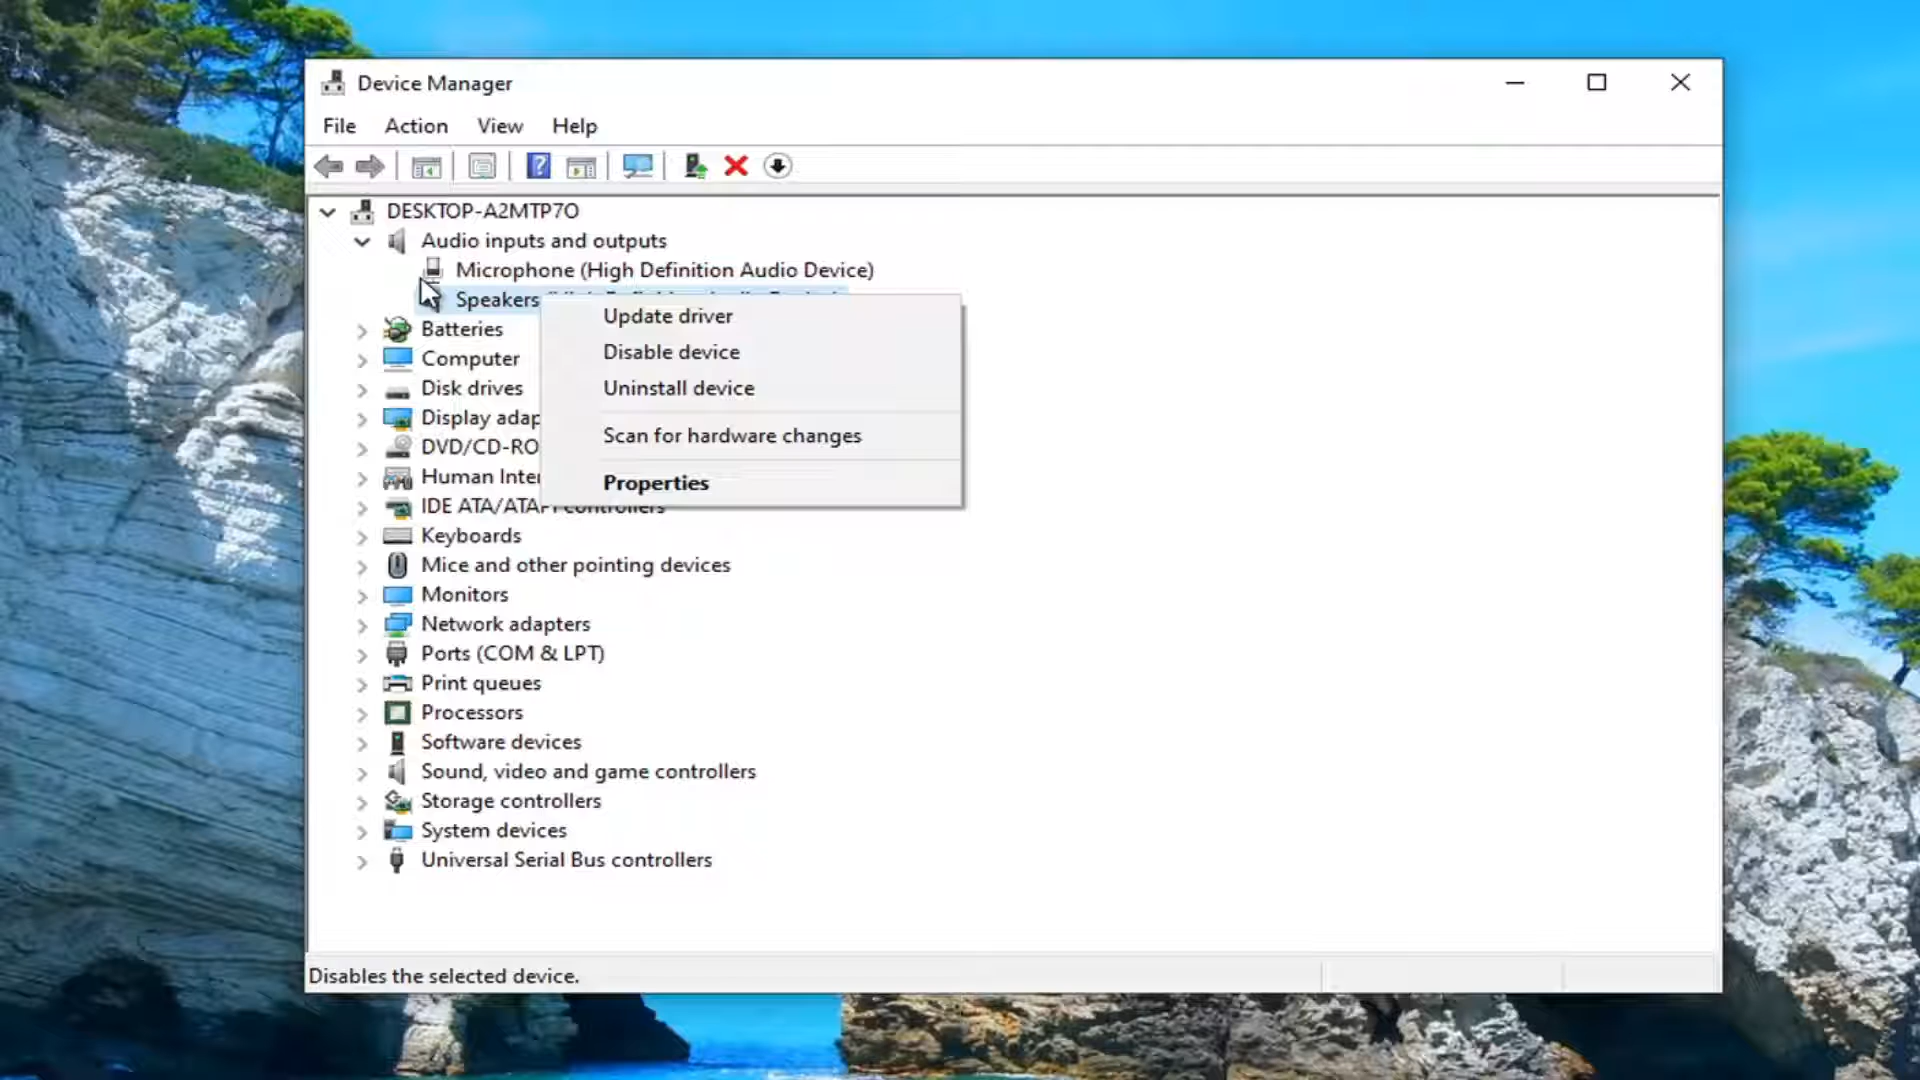 Device Manager
File Action View Help
DESKTOP-A2MTP7O
Audio inputs and outputs
Microphone (High Definition Audio Device)
Speakers
Update driver
Disable device
Uninstall device
Scan for hardware changes
Properties
Batteries
Computer
Disk drives
Display adap
DVD/CD-RO
Human Inter
IDE ATA/ATAPI controllers
Keyboards
Mice and other pointing devices
Monitors
Network adapters
Ports (COM & LPT)
Print queues
Processors
Software devices
Sound, video and game controllers
Storage controllers
System devices
Universal Serial Bus controllers
Disables the selected device.